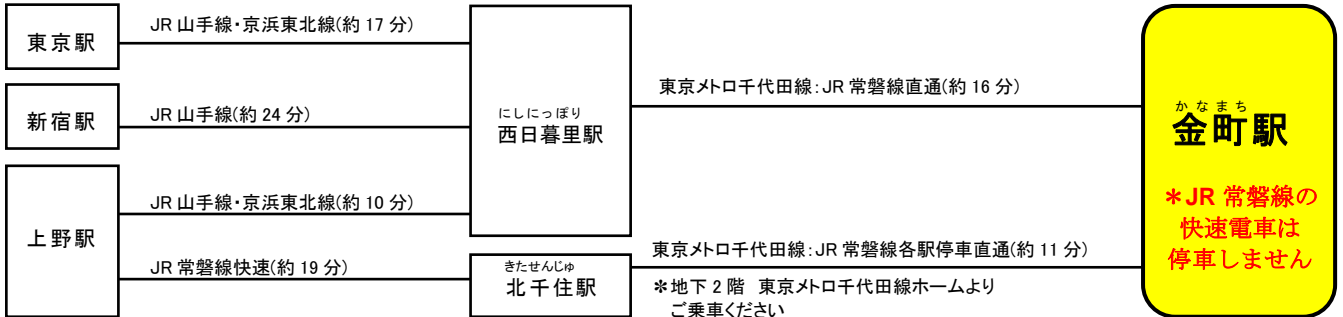 東京駅
JR 山手線・京浜東北線(約 17 分)
新宿駅
JR 山手線(約 24 分)
上野駅
JR 山手線・京浜東北線(約 10 分)
JR 常磐線快速(約 19 分)
にしにっぽり
西日暮里駅
きたせんじゅ
北千住駅
東京メトロ千代田線:JR 常磐線直通(約 16 分)
東京メトロ千代田線:JR 常磐線各駅停車直通(約 11 分)
＊地下 2 階 東京メトロ千代田線ホームより
ご乗車ください
かなまち
金町駅
＊JR 常磐線の
快速電車は
停車しません